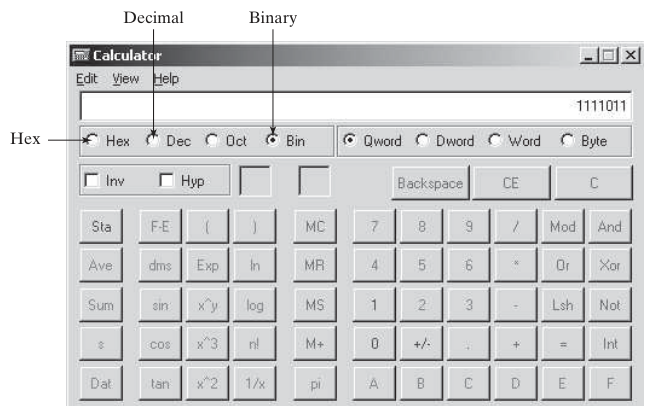 Decimal Binary
Calculator
Edit View Help
1111011
Hex Hex Dec Oct Bin Qword Dword Word Byte
Inv Hyp Backspace CE C
Sta F-E ( ) MC 7 8 9 / Mod And
Ave dms Exp ln MR 4 5 6 * Or Xor
Sum sin x^y log MS 1 2 3 - Lsh Not
s cos x^3 n! M+ 0 +/- . + = Int
Dat tan x^2 1/x pi A B C D E F